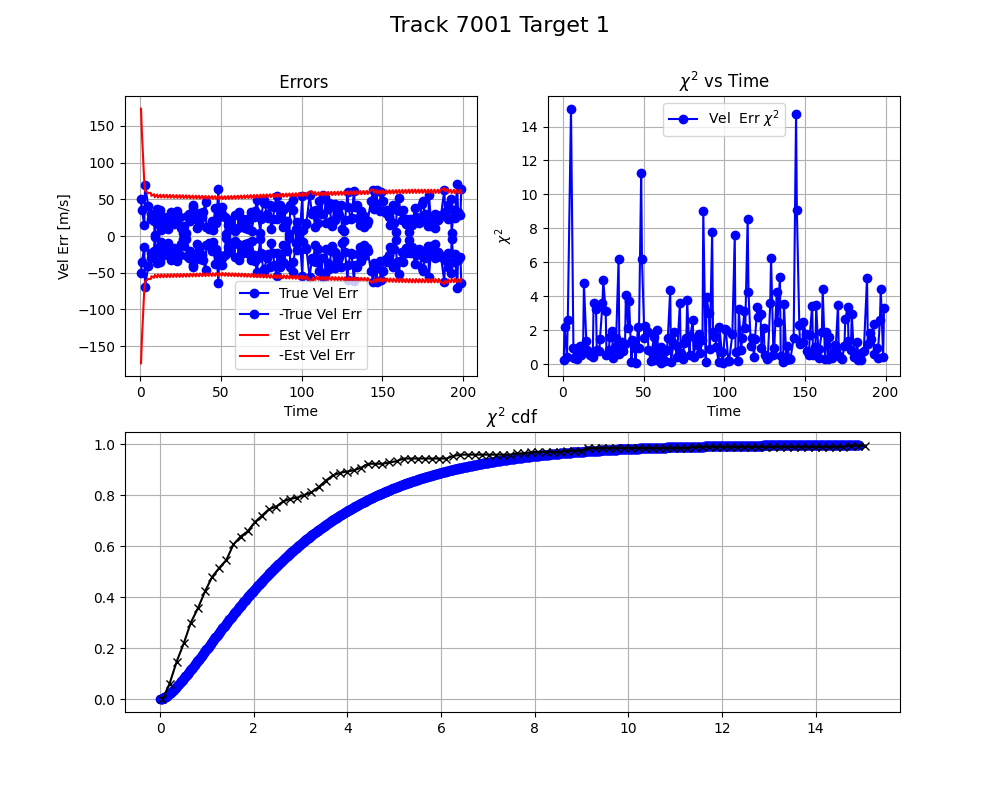 Track 7001 Target 1
Errors
150
100
50
0
−50
−100
−150
Vel Err [m/s]
True Vel Err
-True Vel Err
Est Vel Err
-Est Vel Err
0 50 100 150 200
Time
χ² vs Time
14
12
10
8
6
4
2
0
χ²
Vel Err χ²
0 50 100 150 200
Time
χ² cdf
1.0
0.8
0.6
0.4
0.2
0.0
0 2 4 6 8 10 12 14